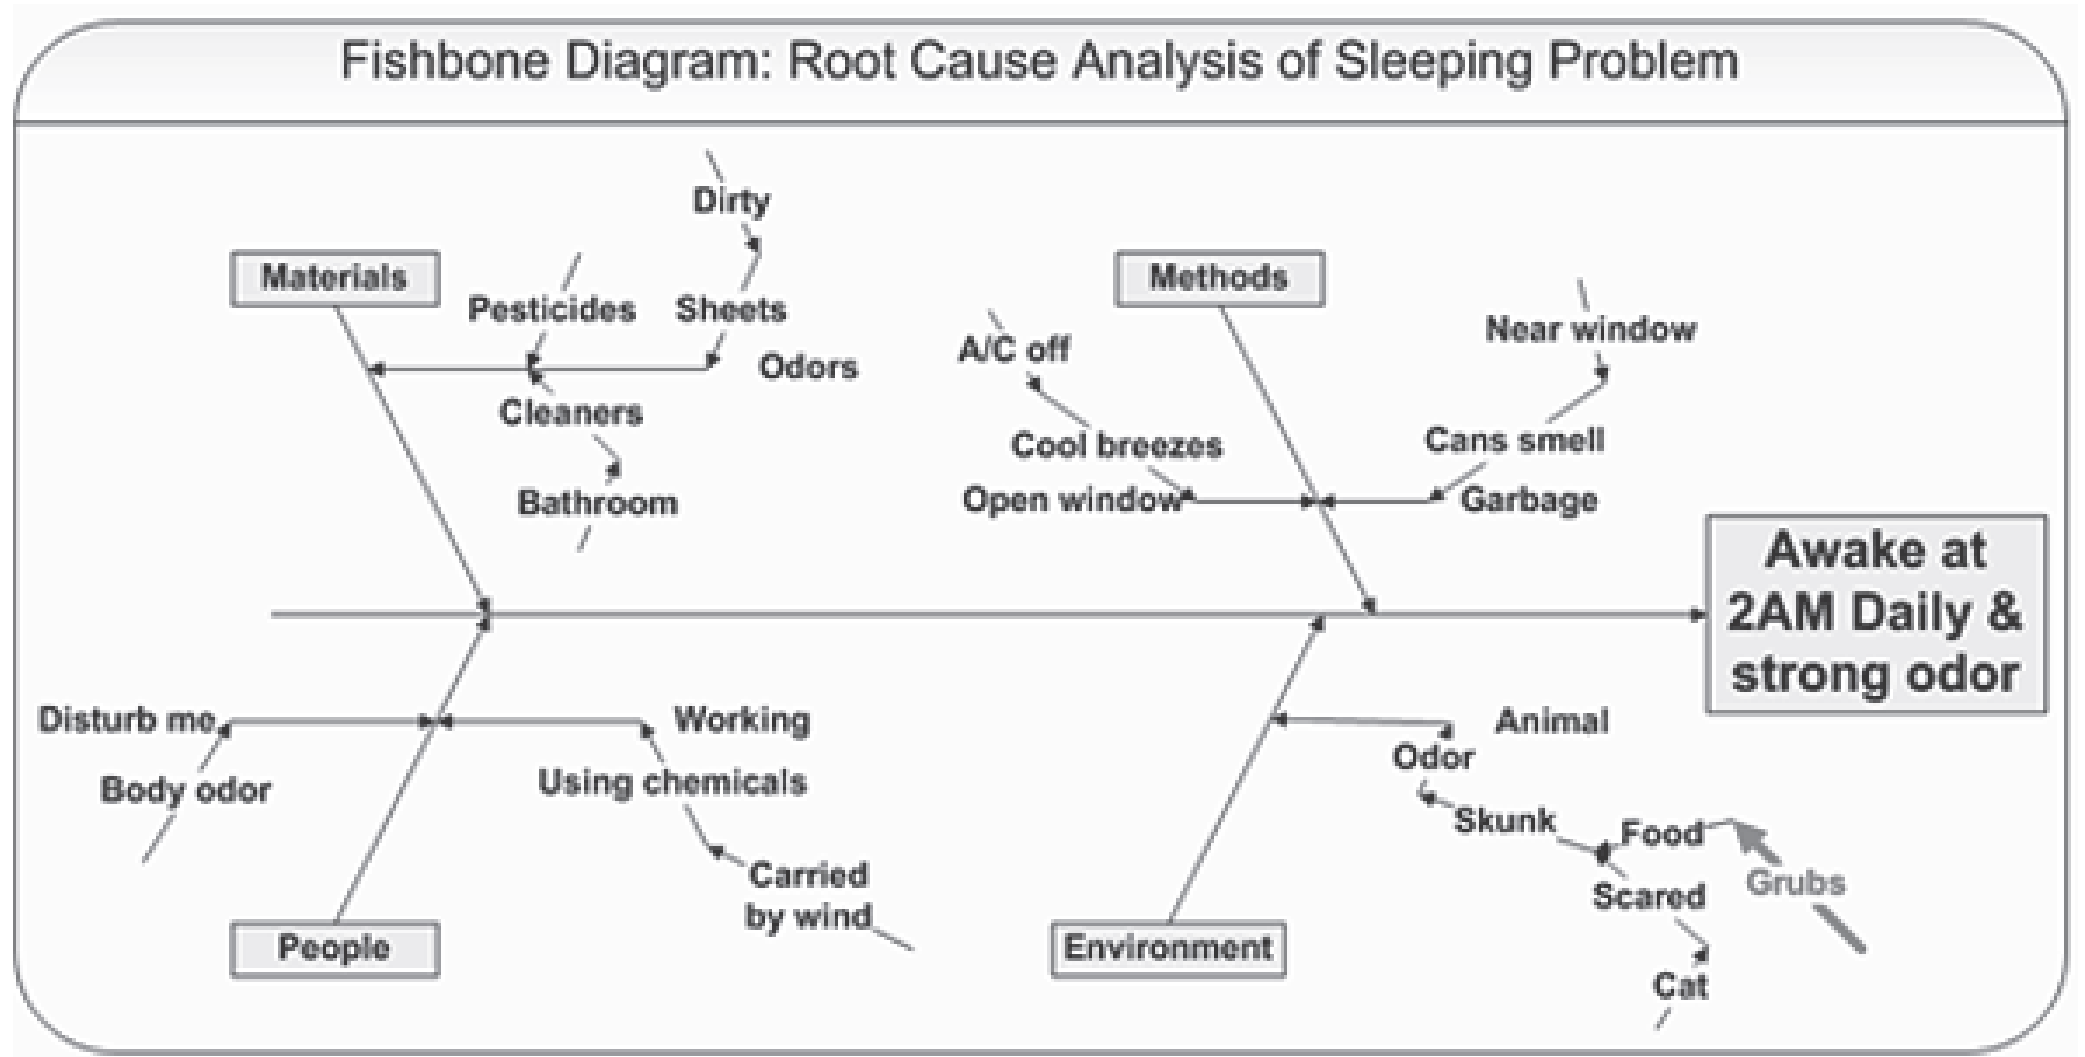 Fishbone Diagram: Root Cause Analysis of Sleeping Problem
Dirty
Materials
Pesticides
Sheets
Odors
Cleaners
Bathroom
Methods
A/C off
Near window
Cool breezes
Cans smell
Open window
Garbage
Awake at
2AM Daily &
strong odor
Disturb me
Working
Body odor
Using chemicals
Carried
by wind
People
Animal
Odor
Skunk
Food
Grubs
Scared
Environment
Cat